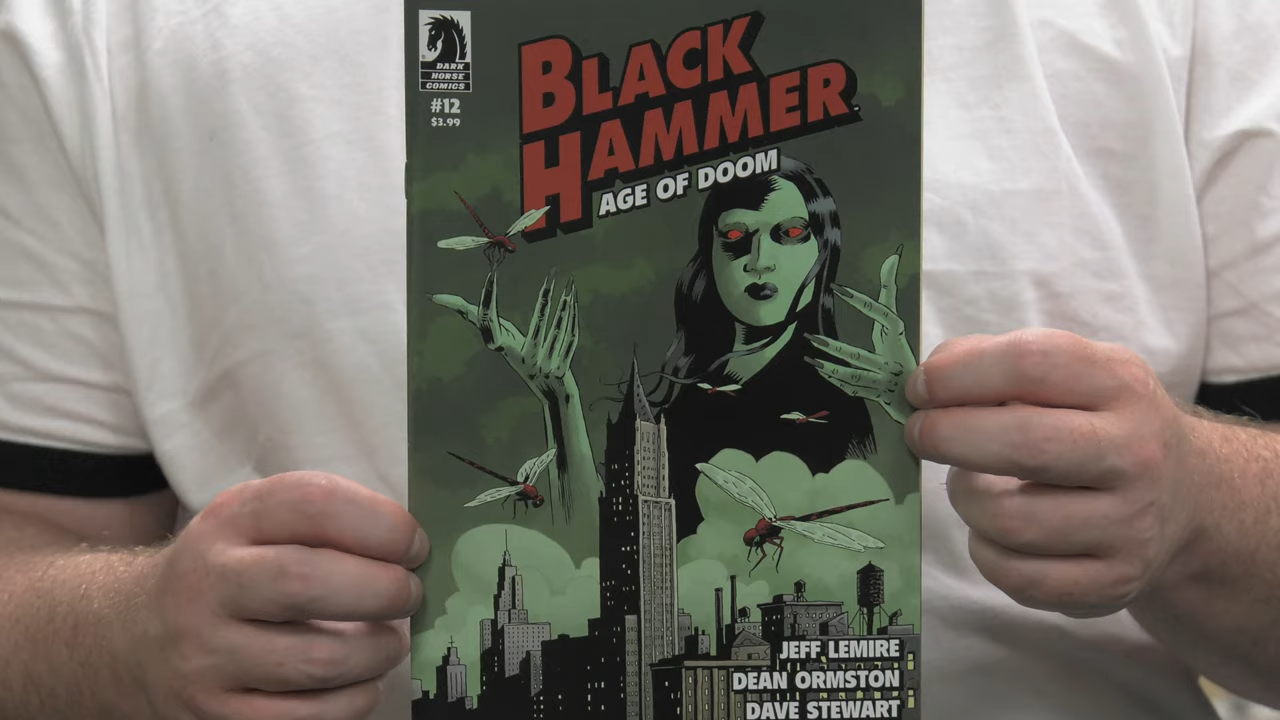 DARK
HORSE
COMICS
#12
$3.99
BLACK
HAMMER
AGE OF DOOM
JEFF LEMIRE
DEAN ORMSTON
DAVE STEWART